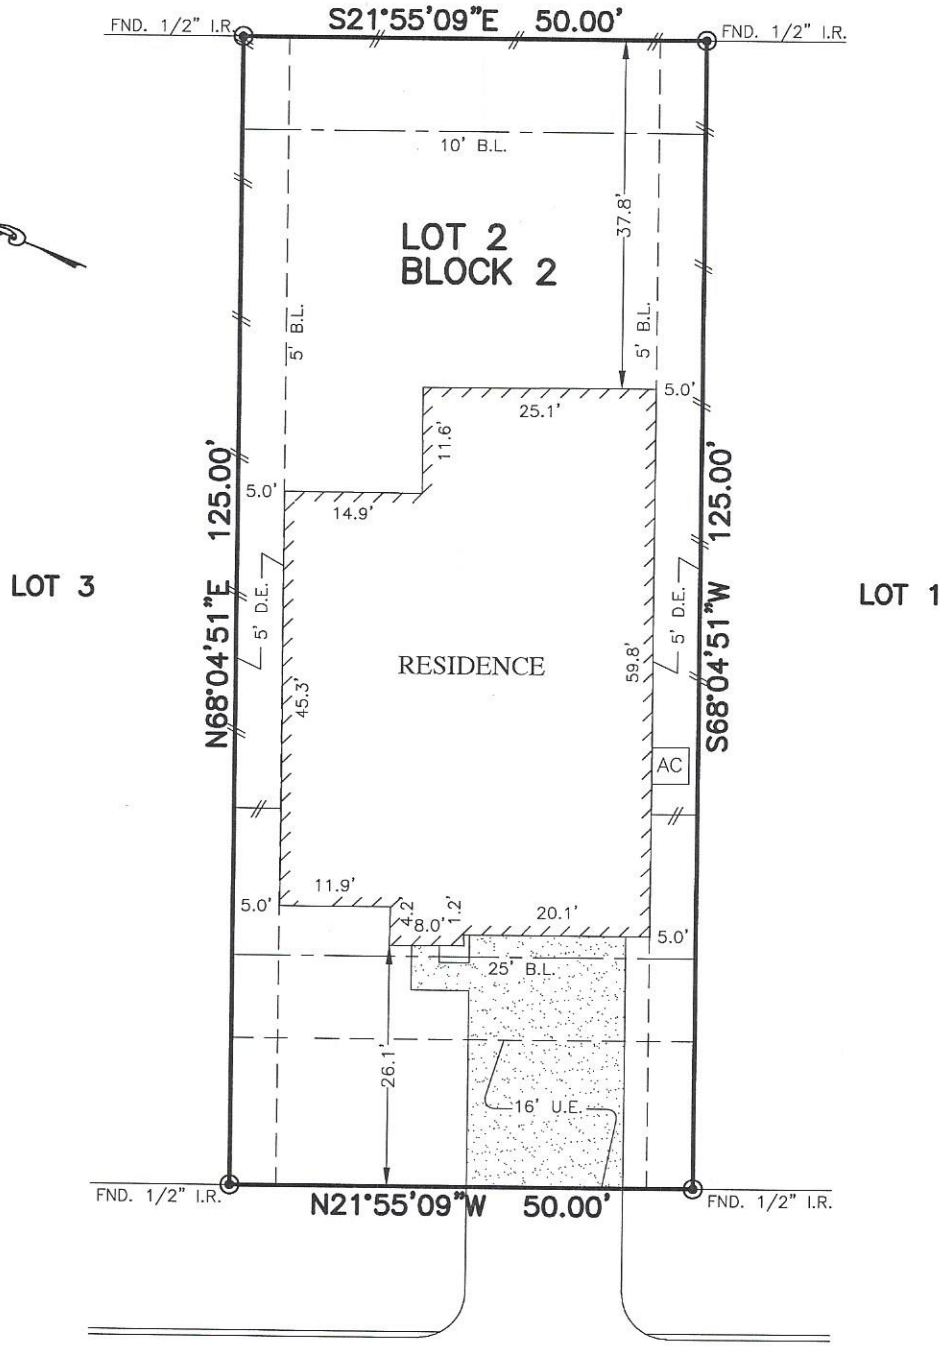 S21°55'09"E 50.00'
FND. 1/2" I.R.
FND. 1/2" I.R.
10' B.L.
37.8'
LOT 2
BLOCK 2
5' B.L.
5' B.L.
25.1'
5.0'
11.6'
5.0'
14.9'
N68°04'51"E 125.00'
S68°04'51"W 125.00'
LOT 3
5' D.E.
5' D.E.
LOT 1
RESIDENCE
45.3'
59.8'
AC
11.9'
5.0'
4.2'
8.0'
1.2'
20.1'
5.0'
25' B.L.
26.1'
16' U.E.
FND. 1/2" I.R.
N21°55'09"W 50.00'
FND. 1/2" I.R.